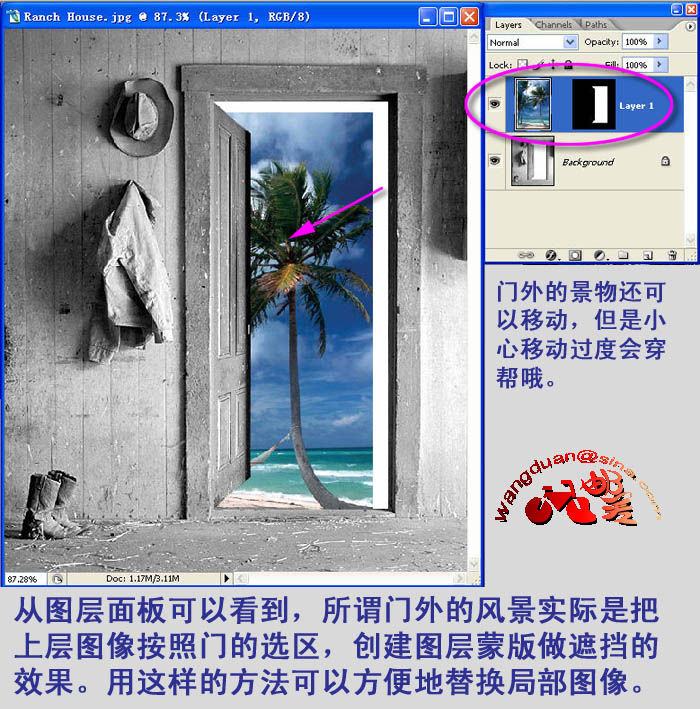 Ranch House.jpg @ 87.3% (Layer 1, RGB/8)
Layers Channels Paths
Normal Opacity: 100%
Lock: Fill: 100%
Layer 1
Background
门外的景物还可
以移动，但是小
心移动过度会穿
帮哦。
wangduan@sina.com
87.28% Doc: 1.17M/3.11M
从图层面板可以看到，所谓门外的风景实际是把
上层图像按照门的选区，创建图层蒙版做遮挡的
效果。用这样的方法可以方便地替换局部图像。